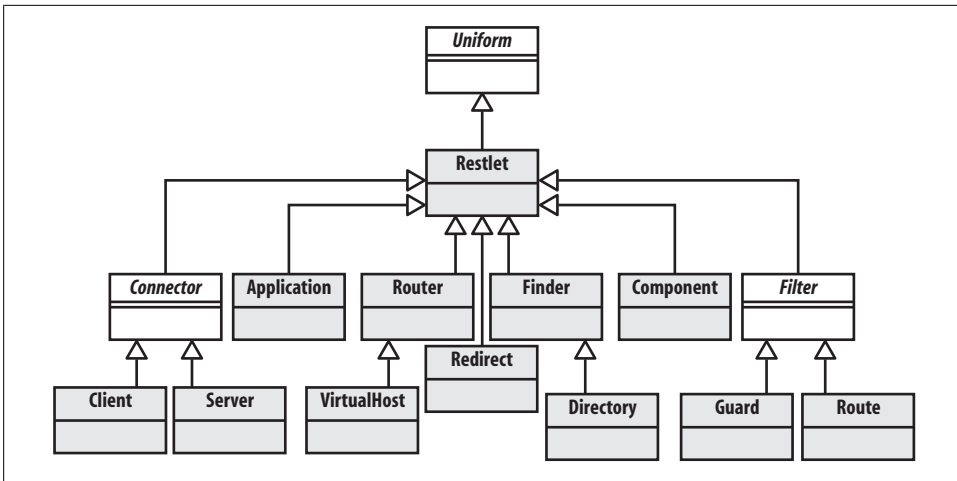 Uniform
Restlet
Connector
Application
Router
Finder
Component
Filter
Redirect
Client
Server
VirtualHost
Directory
Guard
Route